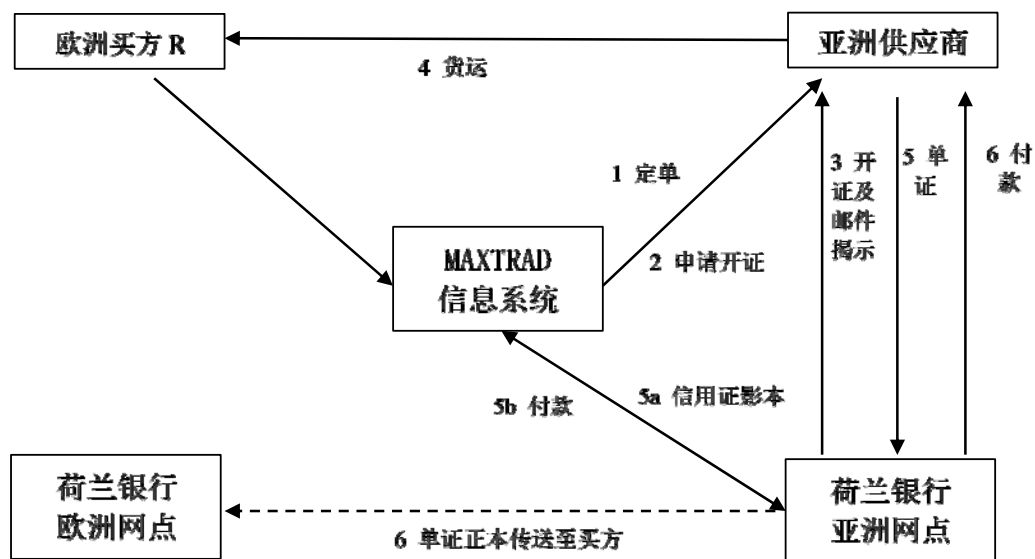 欧洲买方 R
亚洲供应商
4 货运
1 定单
3 开
证及
邮件
揭示
5 单
证
6 付
款
MAXTRAD
信息系统
2 申请开证
5b 付款
5a 信用证影本
荷兰银行
欧洲网点
荷兰银行
亚洲网点
6 单证正本传送至买方